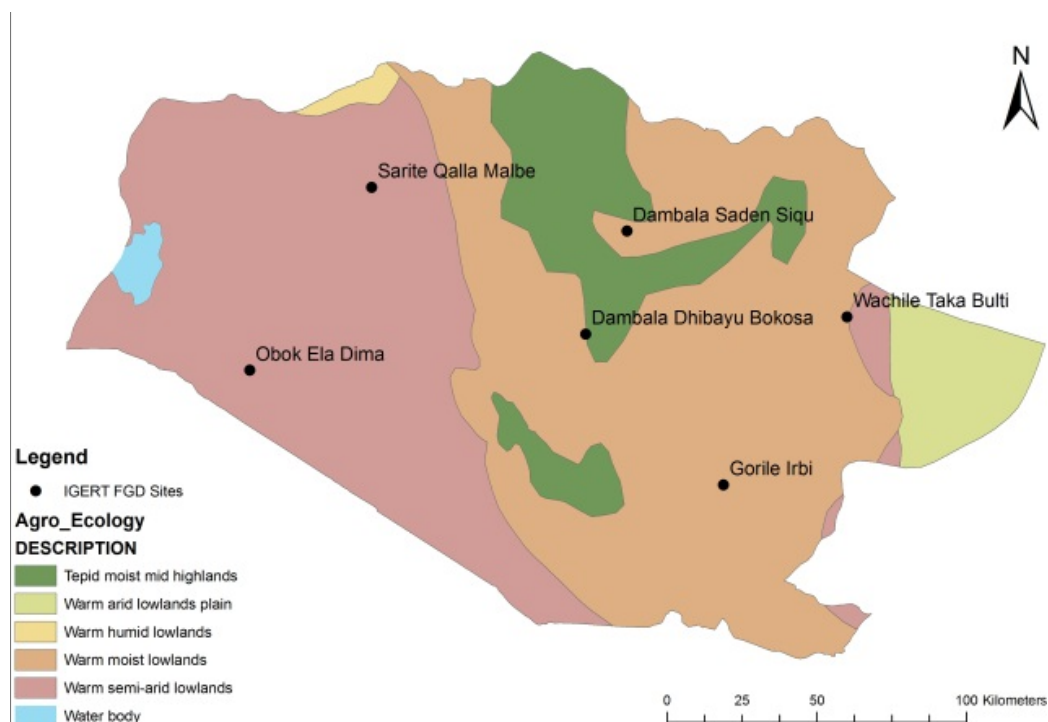 N
Sarite Qalla Malbe
Dambala Saden Siqu
Wachile Taka Bulti
Dambala Dhibayu Bokosa
Obok Ela Dima
Gorile Irbi
Legend
IGERT FGD Sites
Agro_Ecology
DESCRIPTION
Tepid moist mid highlands
Warm arid lowlands plain
Warm humid lowlands
Warm moist lowlands
Warm semi-arid lowlands
Water body
0 25 50 100 Kilometers